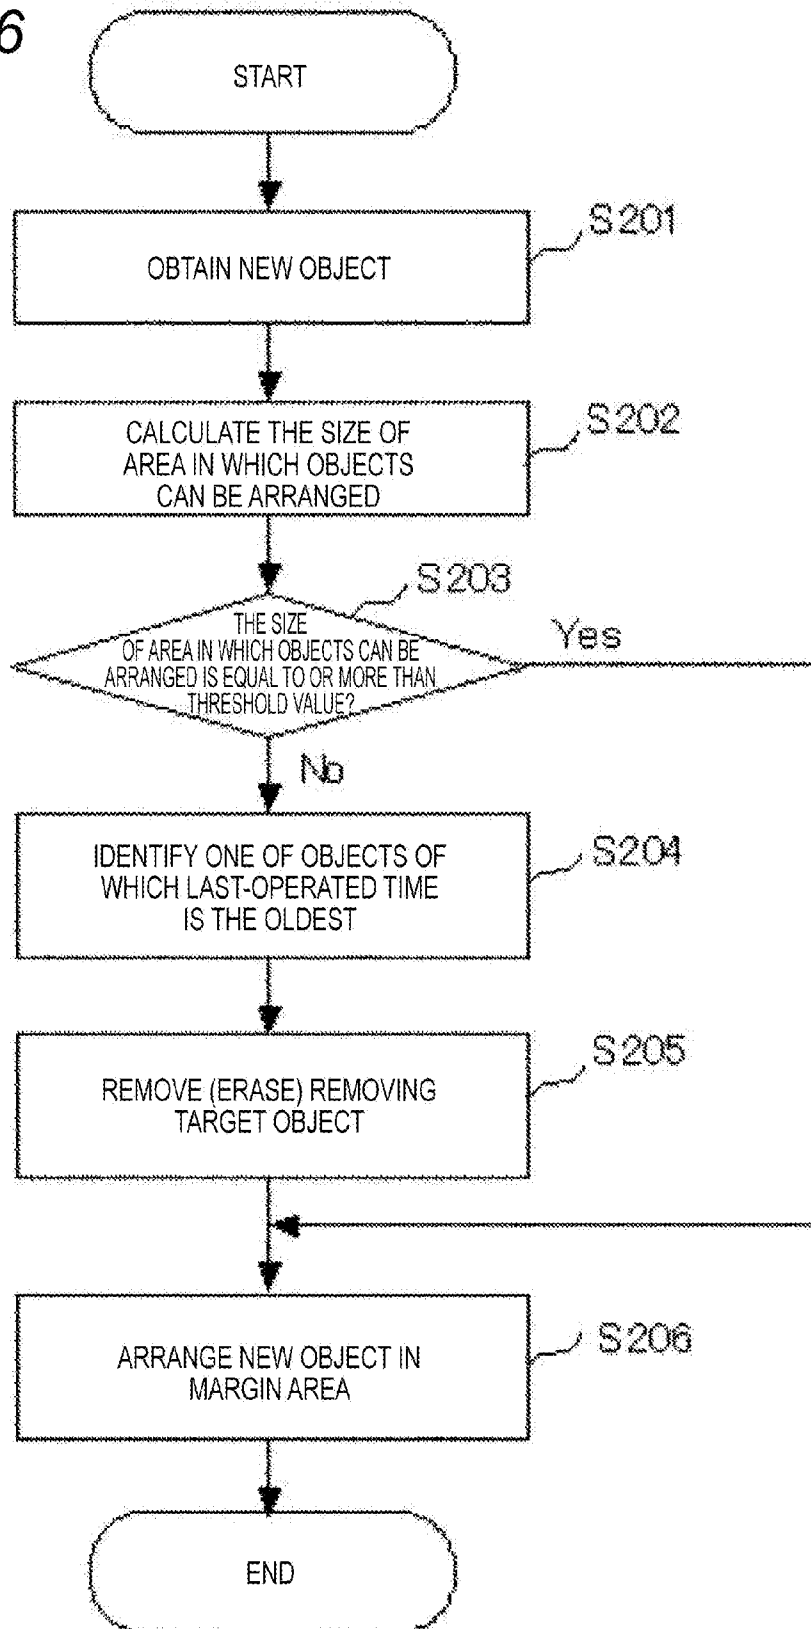 6
START
OBTAIN NEW OBJECT
S201
CALCULATE THE SIZE OF
AREA IN WHICH OBJECTS
CAN BE ARRANGED
S202
S203
THE SIZE
OF AREA IN WHICH OBJECTS CAN BE
ARRANGED IS EQUAL TO OR MORE THAN
THRESHOLD VALUE?
Yes
No
IDENTIFY ONE OF OBJECTS OF
WHICH LAST-OPERATED TIME
IS THE OLDEST
S204
REMOVE (ERASE) REMOVING
TARGET OBJECT
S205
ARRANGE NEW OBJECT IN
MARGIN AREA
S206
END